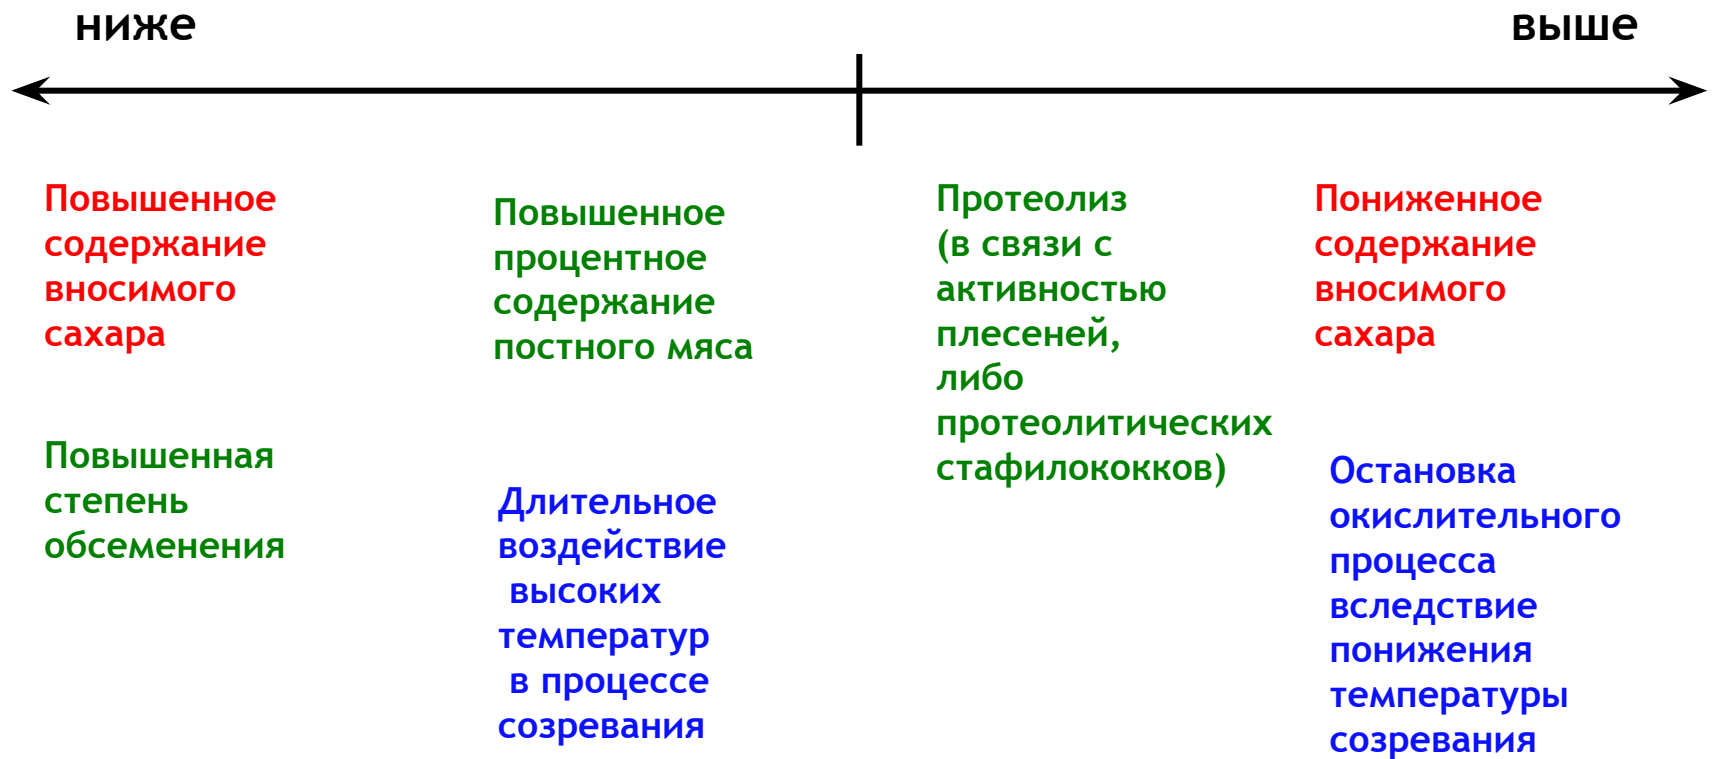 ниже
выше
Повышенное
содержание
вносимого
сахара
Повышенная
степень
обсеменения
Повышенное
процентное
содержание
постного мяса
Длительное
воздействие
высоких
температур
в процессе
созревания
Протеолиз
(в связи с
активностью
плесеней,
либо
протеолитических
стафилококков)
Пониженное
содержание
вносимого
сахара
Остановка
окислительного
процесса
вследствие
понижения
температуры
созревания